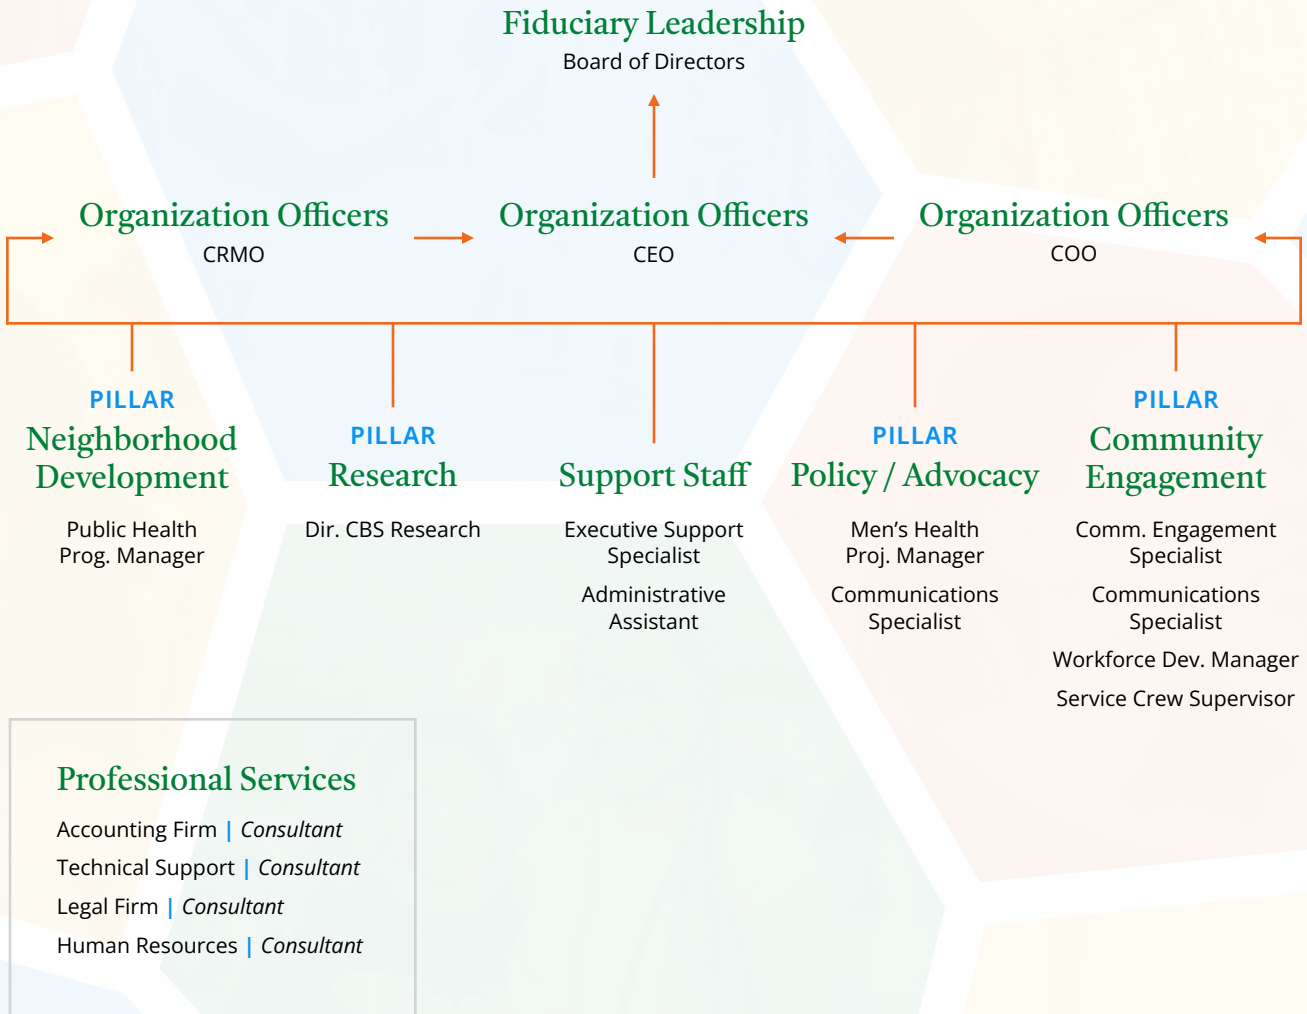 Fiduciary Leadership
Board of Directors
Organization Officers
CRMO
Organization Officers
CEO
Organization Officers
COO
PILLAR
Neighborhood
Development
Public Health
Prog. Manager
PILLAR
Research
Dir. CBS Research
Support Staff
Executive Support
Specialist
Administrative
Assistant
PILLAR
Policy / Advocacy
Men’s Health
Proj. Manager
Communications
Specialist
PILLAR
Community
Engagement
Comm. Engagement
Specialist
Communications
Specialist
Workforce Dev. Manager
Service Crew Supervisor
Professional Services
Accounting Firm | Consultant
Technical Support | Consultant
Legal Firm | Consultant
Human Resources | Consultant